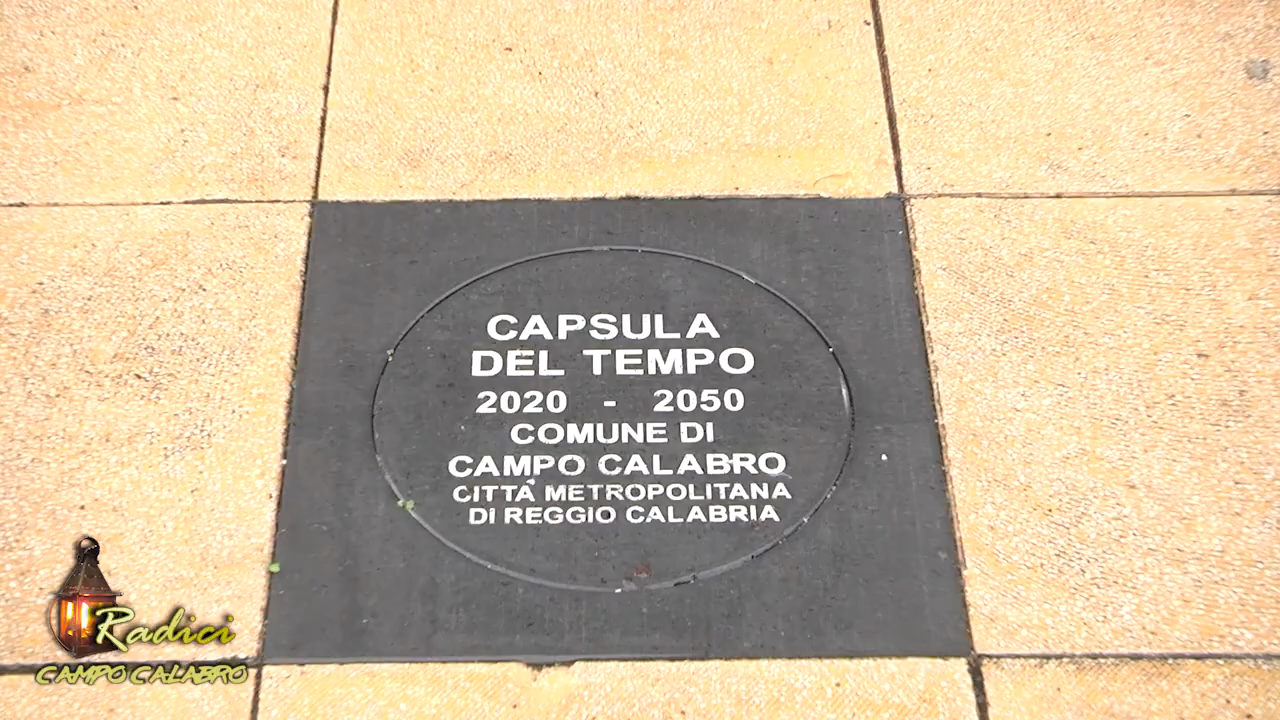 CAPSULA
DEL TEMPO
2020 - 2050
COMUNE DI
CAMPO CALABRO
CITTÀ METROPOLITANA
DI REGGIO CALABRIA
Radici
CAMPO CALABRO